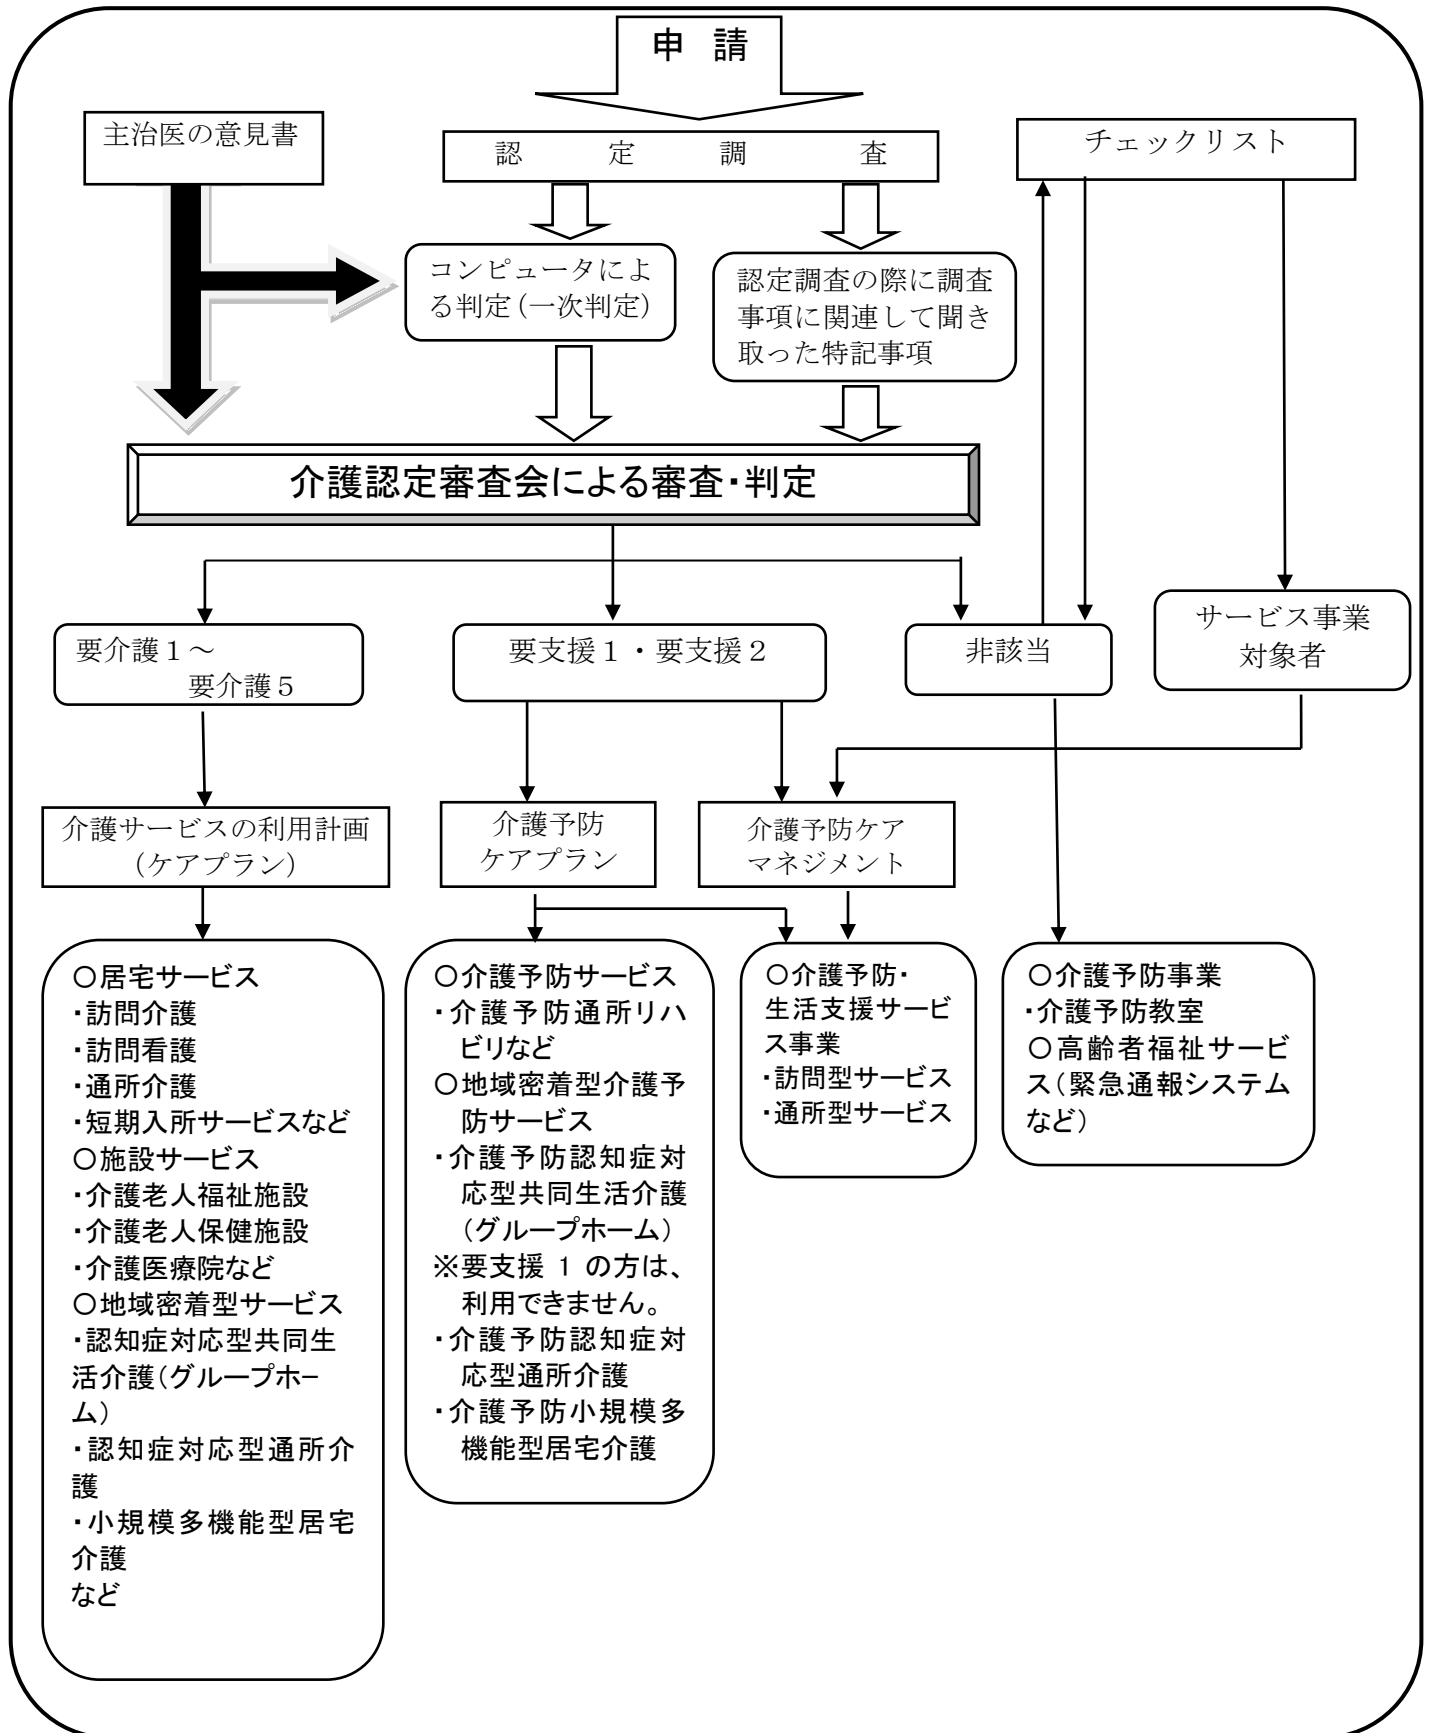 申 請
主治医の意見書
認 定 調 査
チェックリスト
コンピュータによ
る判定(一次判定)
認定調査の際に調査
事項に関連して聞き
取った特記事項
介護認定審査会による審査・判定
要介護1～
要介護5
要支援1・要支援2
非該当
サービス事業
対象者
介護サービスの利用計画
(ケアプラン)
介護予防
ケアプラン
介護予防ケア
マネジメント
○居宅サービス
・訪問介護
・訪問看護
・通所介護
・短期入所サービスなど
○施設サービス
・介護老人福祉施設
・介護老人保健施設
・介護医療院など
○地域密着型サービス
・認知症対応型共同生
活介護(グループホー
ム)
・認知症対応型通所介
護
・小規模多機能型居宅
介護
など
○介護予防サービス
・介護予防通所リハ
ビリなど
○地域密着型介護予
防サービス
・介護予防認知症対
応型共同生活介護
(グループホーム)
※要支援 1 の方は、
利用できません。
・介護予防認知症対
応型通所介護
・介護予防小規模多
機能型居宅介護
○介護予防・
生活支援サービ
ス事業
・訪問型サービス
・通所型サービス
○介護予防事業
・介護予防教室
○高齢者福祉サービ
ス(緊急通報システム
など)